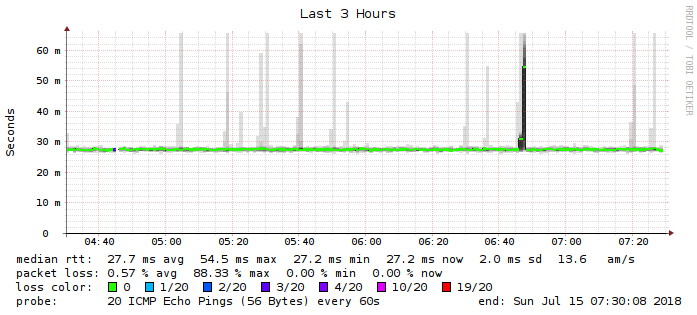 Last 3 Hours
RRDTOOL / TOBI OETIKER
Seconds
60 m
50 m
40 m
30 m
20 m
10 m
0
04:40 05:00 05:20 05:40 06:00 06:20 06:40 07:00 07:20
median rtt: 27.7 ms avg 54.5 ms max 27.2 ms min 27.2 ms now 2.0 ms sd 13.6 am/s
packet loss: 0.57 % avg 88.33 % max 0.00 % min 0.00 % now
loss color: 0 1/20 2/20 3/20 4/20 10/20 19/20
probe: 20 ICMP Echo Pings (56 Bytes) every 60s end: Sun Jul 15 07:30:08 2018